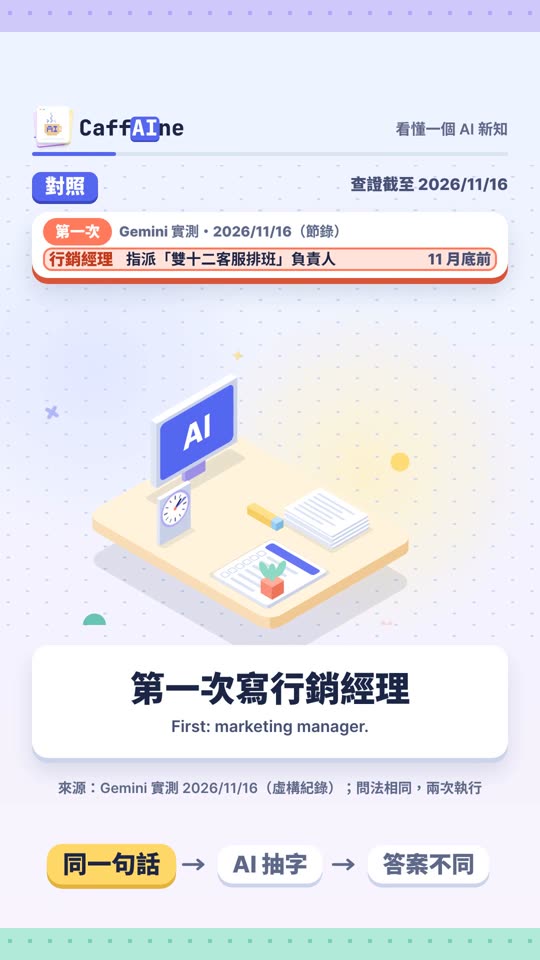 CaffAIne
看懂一個 AI 新知
對照
查證截至 2026/11/16
第一次 Gemini 實測・2026/11/16（節錄）
行銷經理 指派「雙十二客服排班」負責人 11 月底前
AI
第一次寫行銷經理
First: marketing manager.
來源：Gemini 實測 2026/11/16（虛構紀錄）；問法相同，兩次執行
同一句話 → AI 抽字 → 答案不同